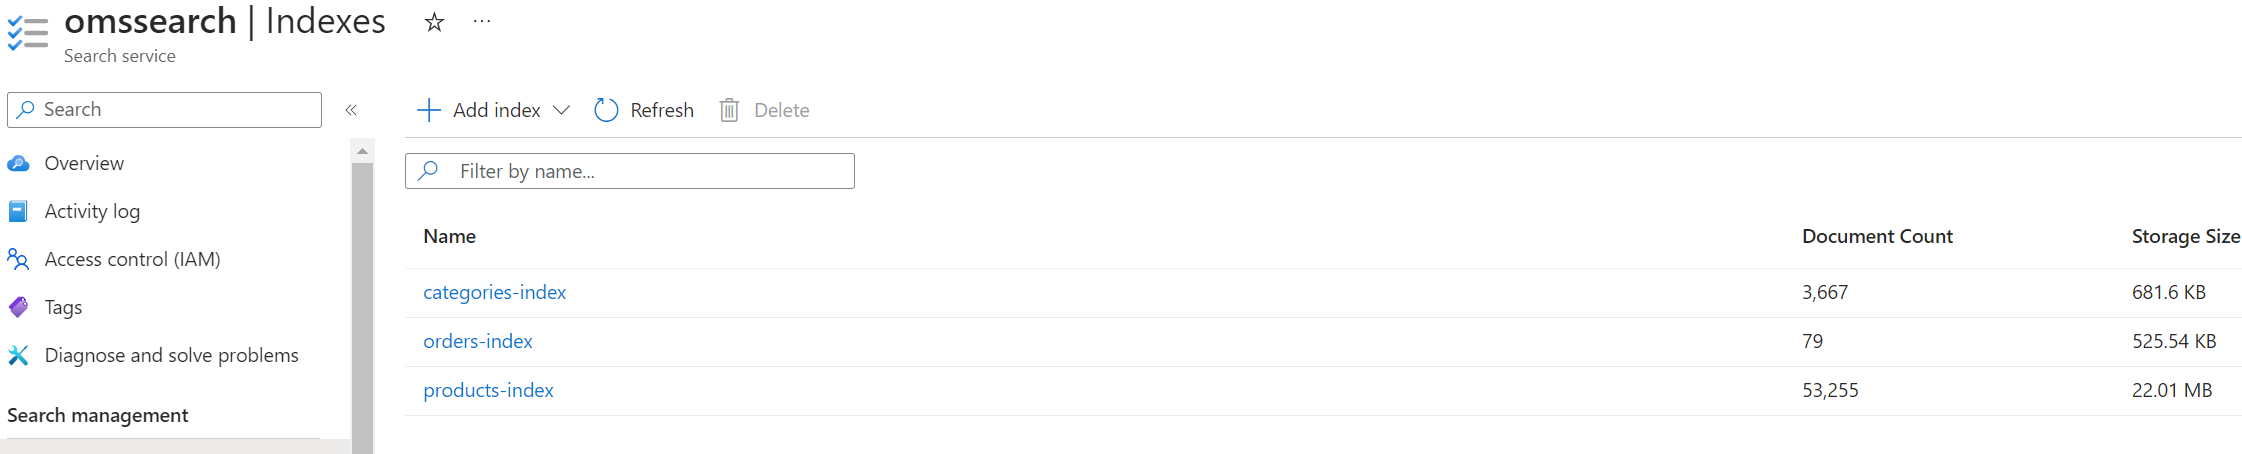 omssearch | Indexes
Search service
Search
Overview
Activity log
Access control (IAM)
Tags
Diagnose and solve problems
Search management
Add index Refresh Delete
Filter by name...
Name Document Count Storage Size
categories-index 3,667 681.6 KB
orders-index 79 525.54 KB
products-index 53,255 22.01 MB